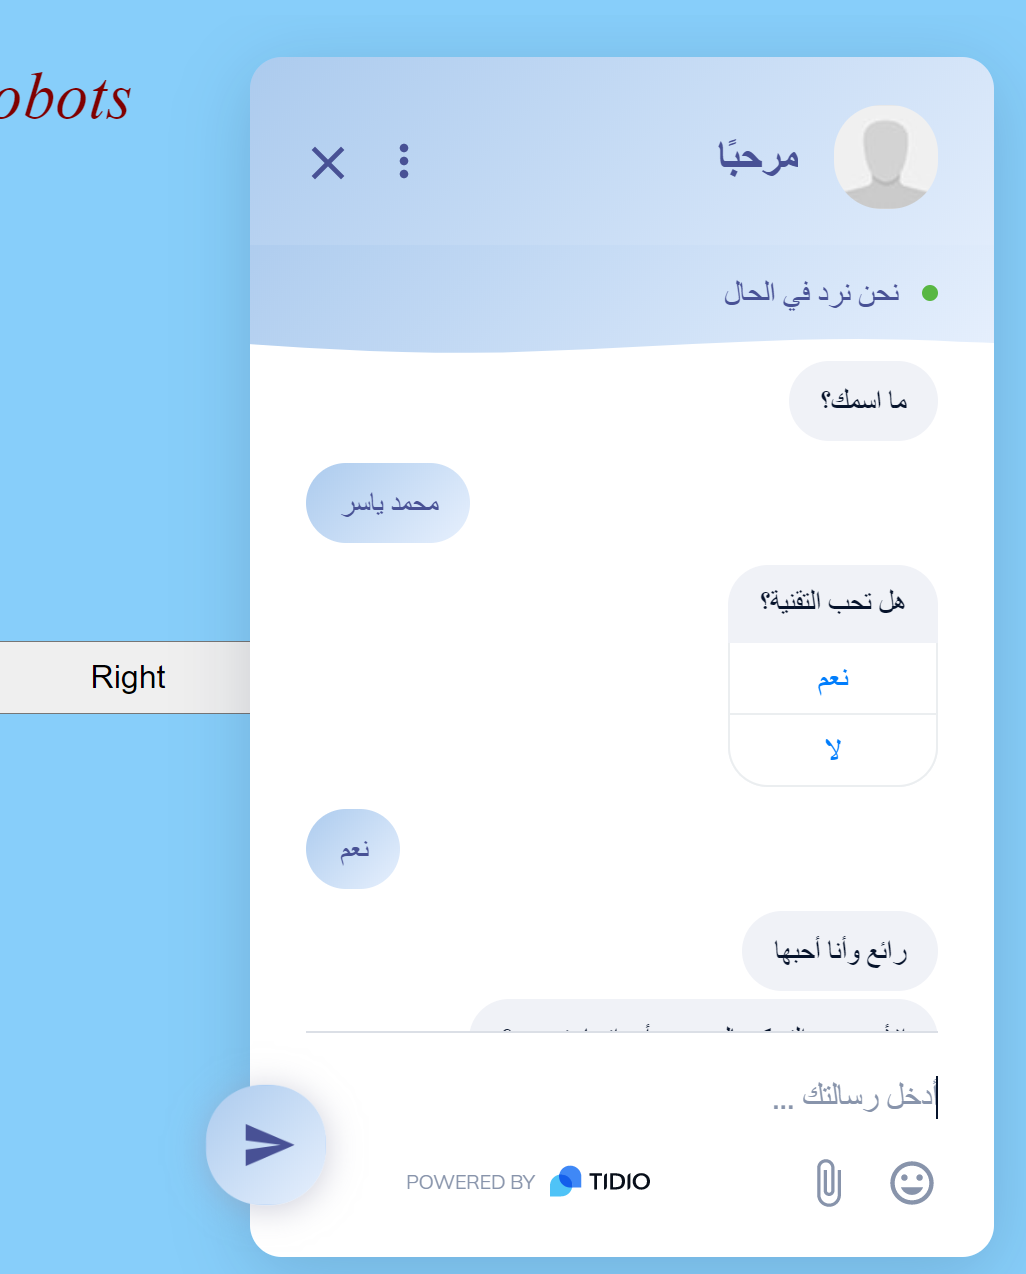 obots
مرحبًا
نحن نرد في الحال
ما اسمك؟
محمد ياسر
هل تحب التقنية؟
نعم
لا
Right
نعم
رائع وأنا أحبها
أدخل رسالتك ...
POWERED BY TIDIO